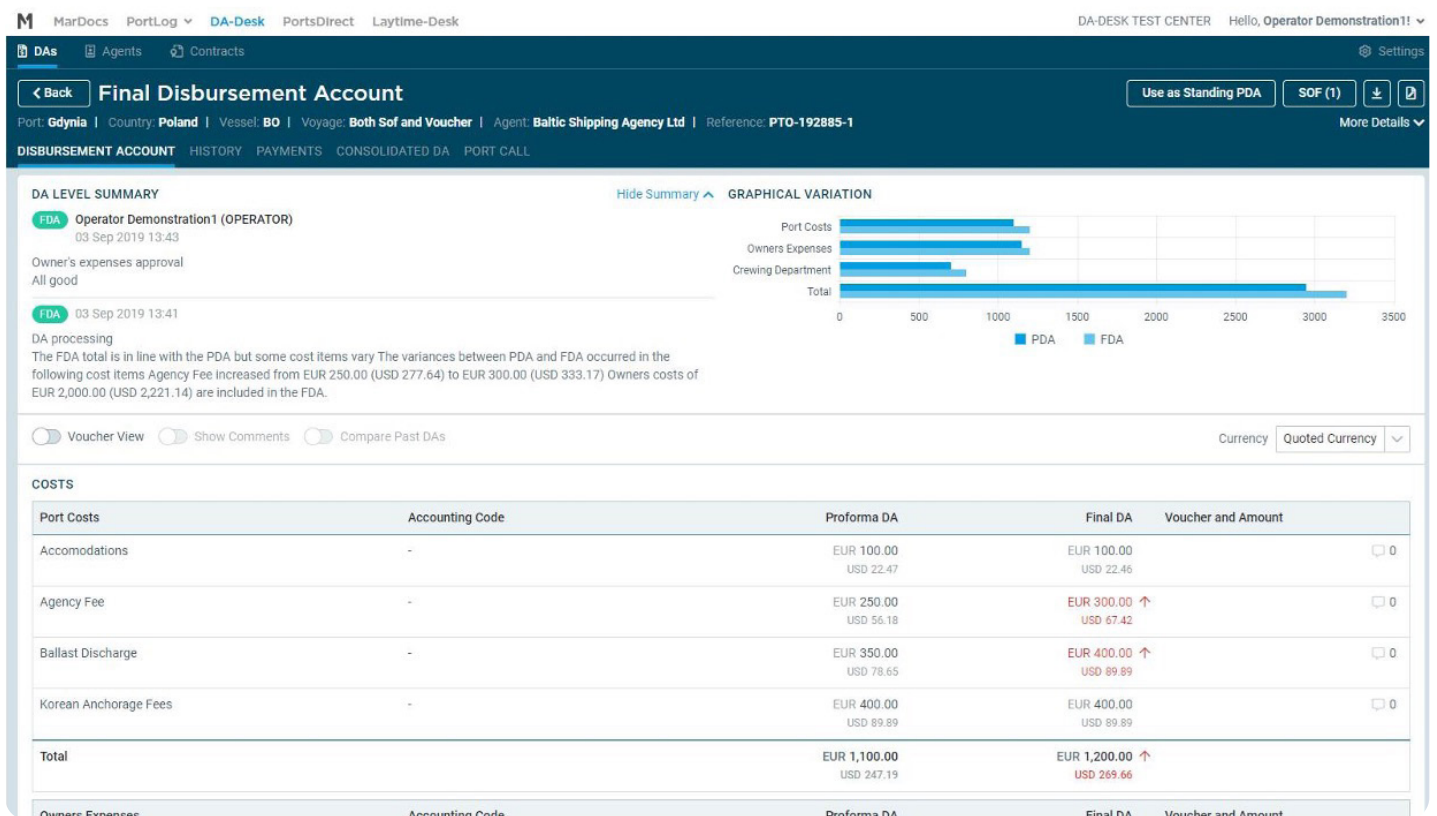 M MarDocs PortLog DA-Desk PortsDirect Laytime-Desk DA-DESK TEST CENTER Hello, Operator Demonstration1!
DAs Agents Contracts Settings
Back Final Disbursement Account Use as Standing PDA SOF (1)
Port: Gdynia | Country: Poland | Vessel: BO | Voyage: Both Sof and Voucher | Agent: Baltic Shipping Agency Ltd | Reference: PTO-192885-1 More Details
DISBURSEMENT ACCOUNT HISTORY PAYMENTS CONSOLIDATED DA PORT CALL
DA LEVEL SUMMARY Hide Summary
FDA Operator Demonstration1 (OPERATOR)
03 Sep 2019 13:43
Owner's expenses approval
All good
FDA 03 Sep 2019 13:41
DA processing
The FDA total is in line with the PDA but some cost items vary The variances between PDA and FDA occurred in the
following cost items Agency Fee increased from EUR 250.00 (USD 277.64) to EUR 300.00 (USD 333.17) Owners costs of
EUR 2,000.00 (USD 2,221.14) are included in the FDA.
GRAPHICAL VARIATION
Port Costs
Owners Expenses
Crewing Department
Total
0 500 1000 1500 2000 2500 3000 3500
PDA FDA
Voucher View Show Comments Compare Past DAs Currency Quoted Currency
COSTS
Port Costs Accounting Code Proforma DA Final DA Voucher and Amount
Accomodations - EUR 100.00 EUR 100.00 0
USD 22.47 USD 22.46
Agency Fee - EUR 250.00 EUR 300.00 ↑ 0
USD 56.18 USD 67.42
Ballast Discharge - EUR 350.00 EUR 400.00 ↑ 0
USD 78.65 USD 89.89
Korean Anchorage Fees - EUR 400.00 EUR 400.00 0
USD 89.89 USD 89.89
Total EUR 1,100.00 EUR 1,200.00 ↑
USD 247.19 USD 269.66
Owners Expenses Accounting Code Proforma DA Final DA Voucher and Amount